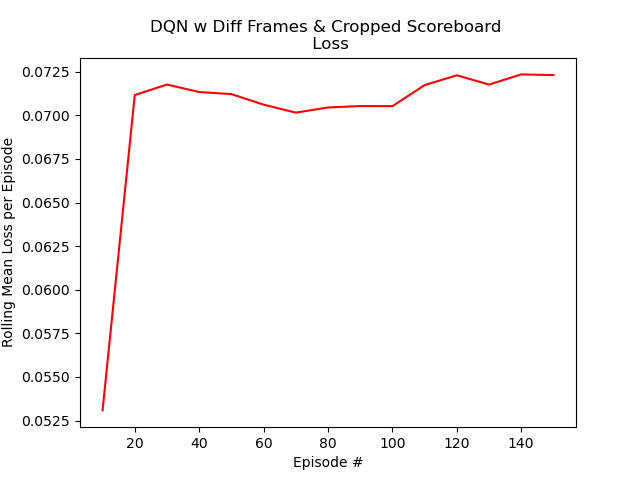 DQN w Diff Frames & Cropped Scoreboard
Loss
Rolling Mean Loss per Episode
0.0725
0.0700
0.0675
0.0650
0.0625
0.0600
0.0575
0.0550
0.0525
20 40 60 80 100 120 140
Episode #